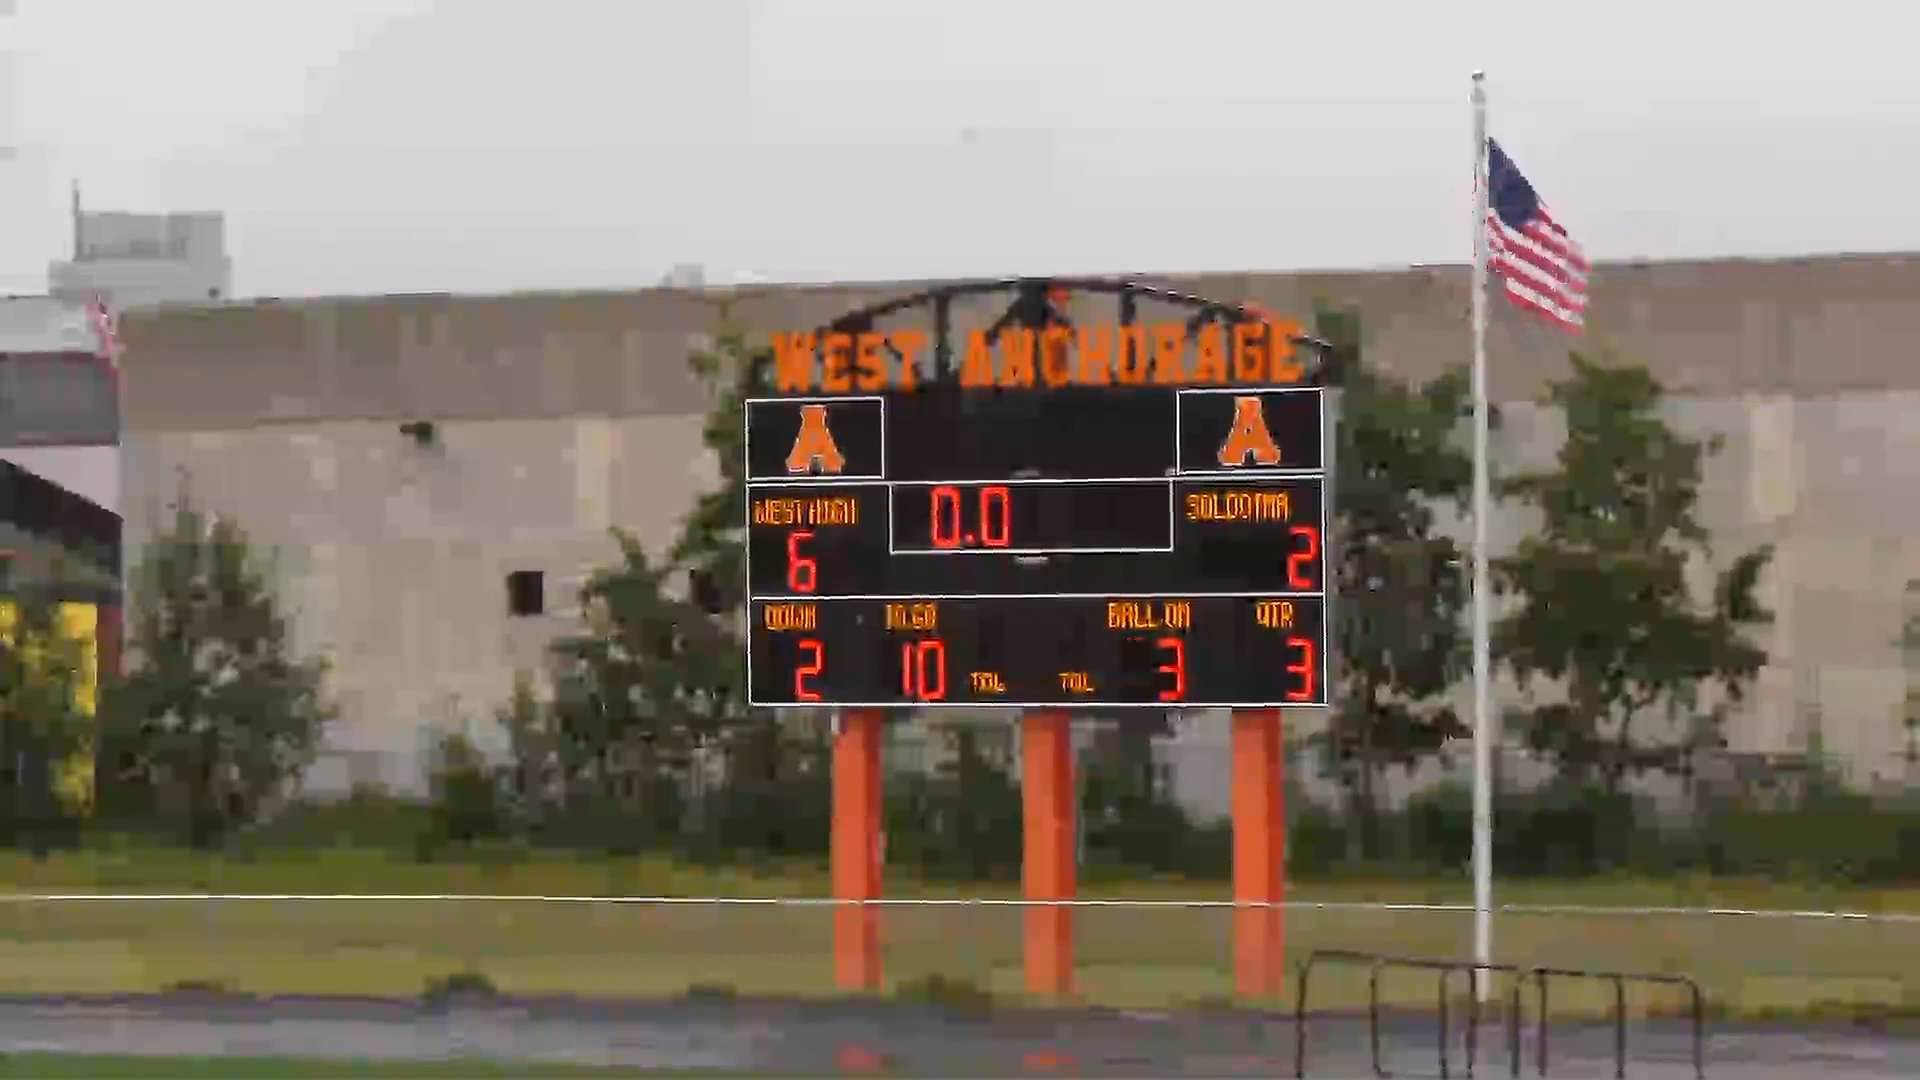 WEST ANCHORAGE
A A
WEST HIGH 0.0 SOLDOTNA
6 2
DOWN TO GO BALL ON QTR
2 10 TOL TOL 3 3